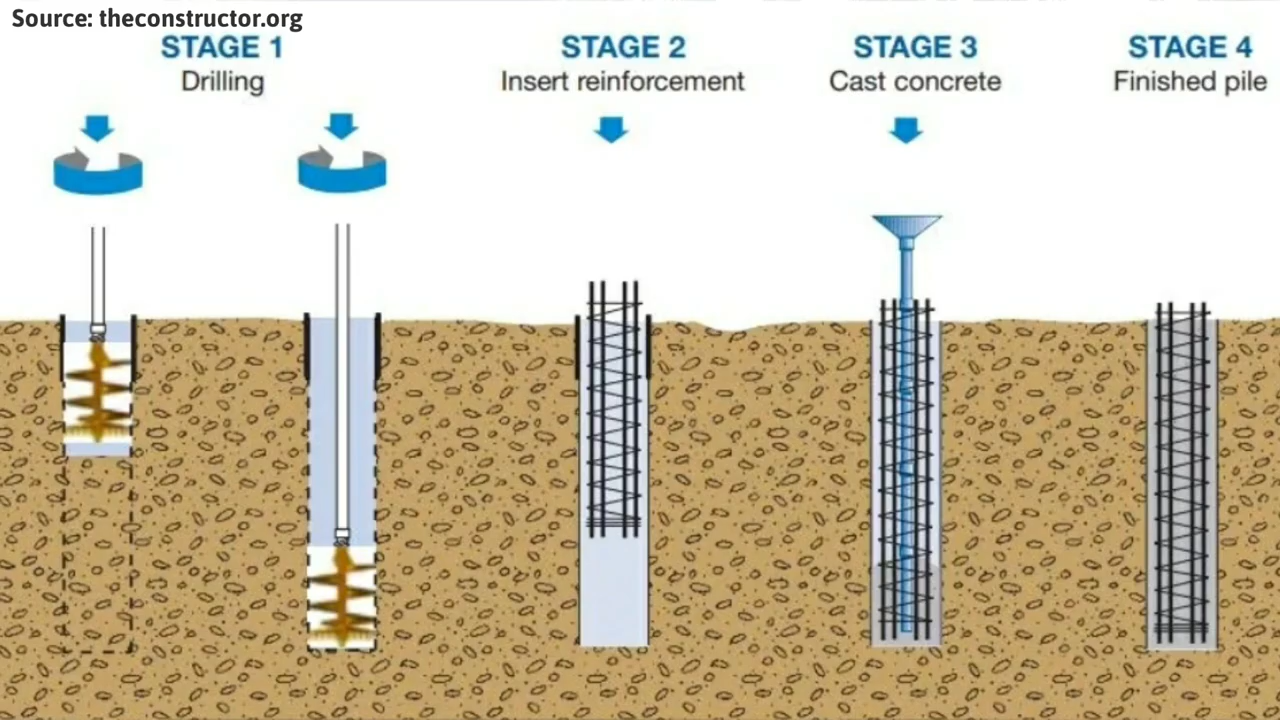 Source: theconstructor.org
STAGE 1
Drilling
STAGE 2
Insert reinforcement
STAGE 3
Cast concrete
STAGE 4
Finished pile